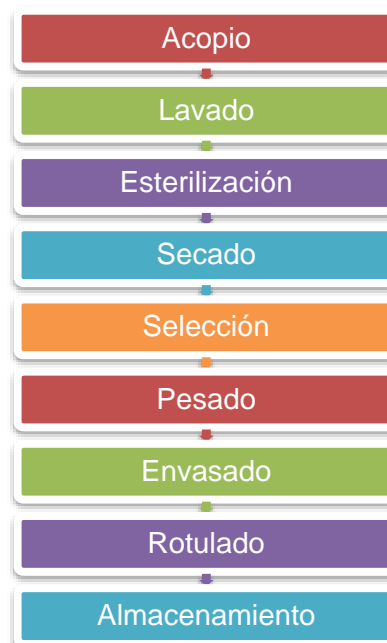 Acopio
Lavado
Esterilización
Secado
Selección
Pesado
Envasado
Rotulado
Almacenamiento